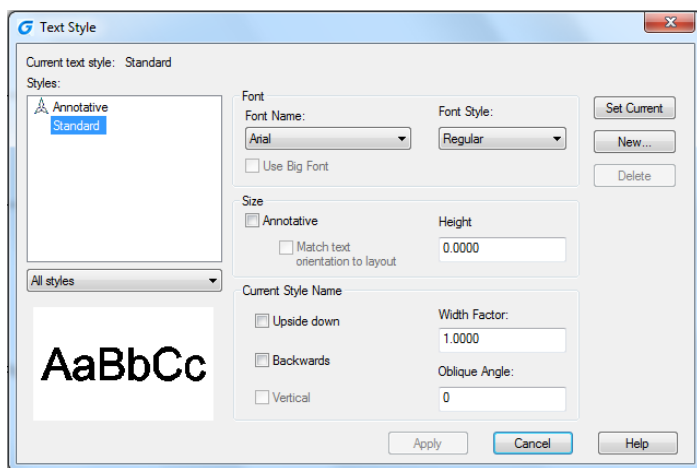 Text Style
Current text style: Standard
Styles:
Annotative
Standard
All styles
AaBbCc
Font
Font Name:
Arial
Use Big Font
Font Style:
Regular
Size
Annotative
Match text
orientation to layout
Height
0.0000
Current Style Name
Upside down
Backwards
Vertical
Width Factor:
1.0000
Oblique Angle:
0
Set Current
New...
Delete
Apply
Cancel
Help